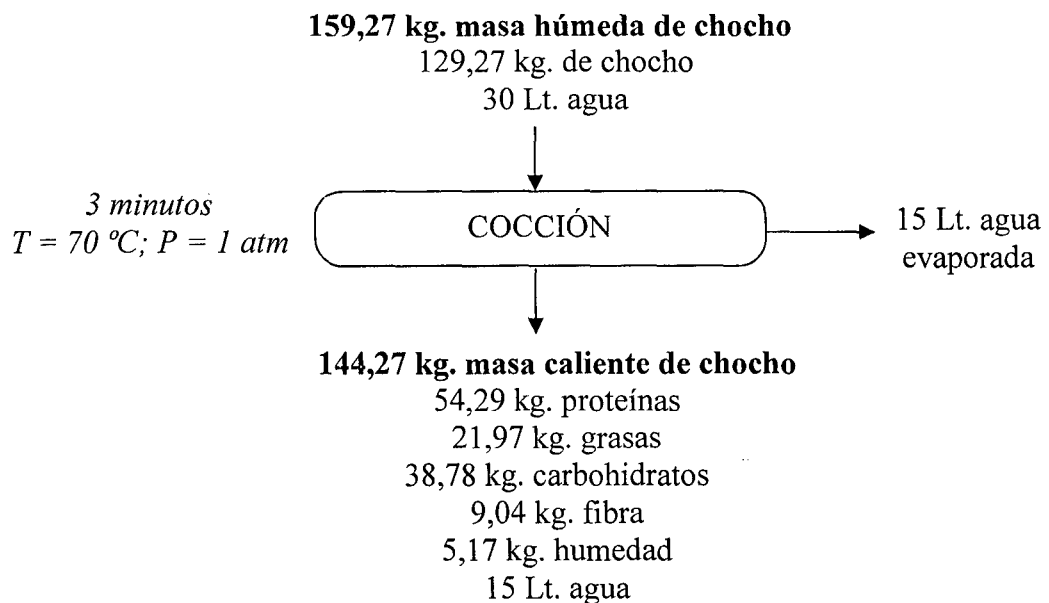 159,27 kg. masa húmeda de chocho
129,27 kg. de chocho
30 Lt. agua
3 minutos
T = 70 ºC; P = 1 atm
COCCIÓN
15 Lt. agua
evaporada
144,27 kg. masa caliente de chocho
54,29 kg. proteínas
21,97 kg. grasas
38,78 kg. carbohidratos
9,04 kg. fibra
5,17 kg. humedad
15 Lt. agua